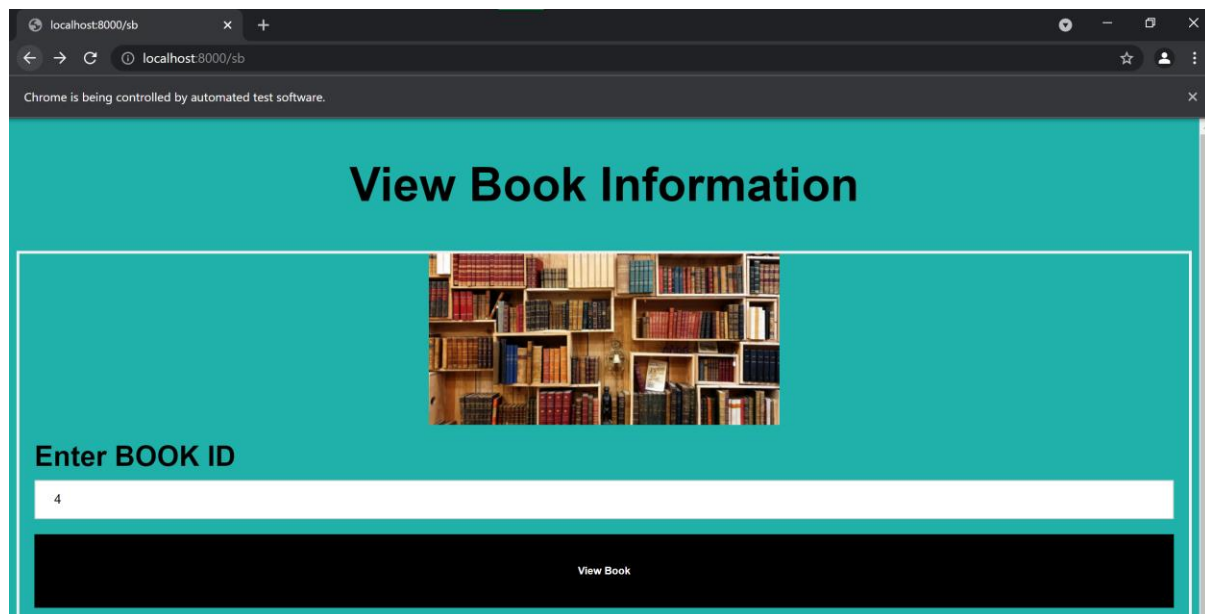 localhost:8000/sb
localhost:8000/sb
Chrome is being controlled by automated test software.
View Book Information
Enter BOOK ID
4
View Book